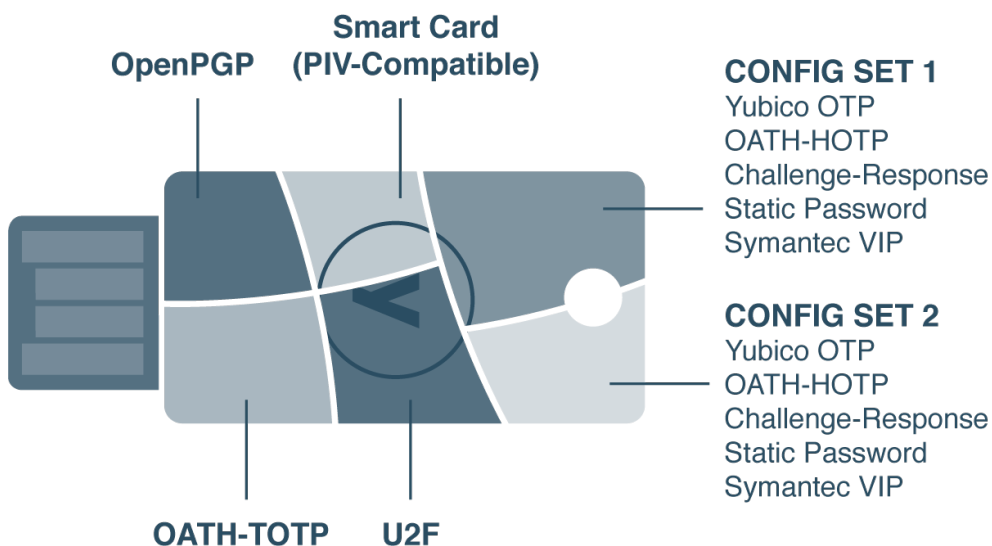 OpenPGP
Smart Card
(PIV-Compatible)
CONFIG SET 1
Yubico OTP
OATH-HOTP
Challenge-Response
Static Password
Symantec VIP
CONFIG SET 2
Yubico OTP
OATH-HOTP
Challenge-Response
Static Password
Symantec VIP
Y
OATH-TOTP
U2F